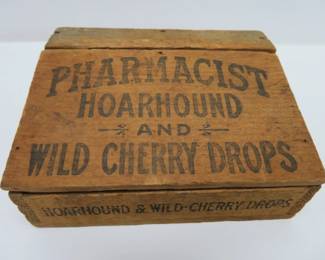 PHARMACIST
HOARHOUND
AND
WILD CHERRY DROPS
HOARHOUND & WILD-CHERRY DROPS